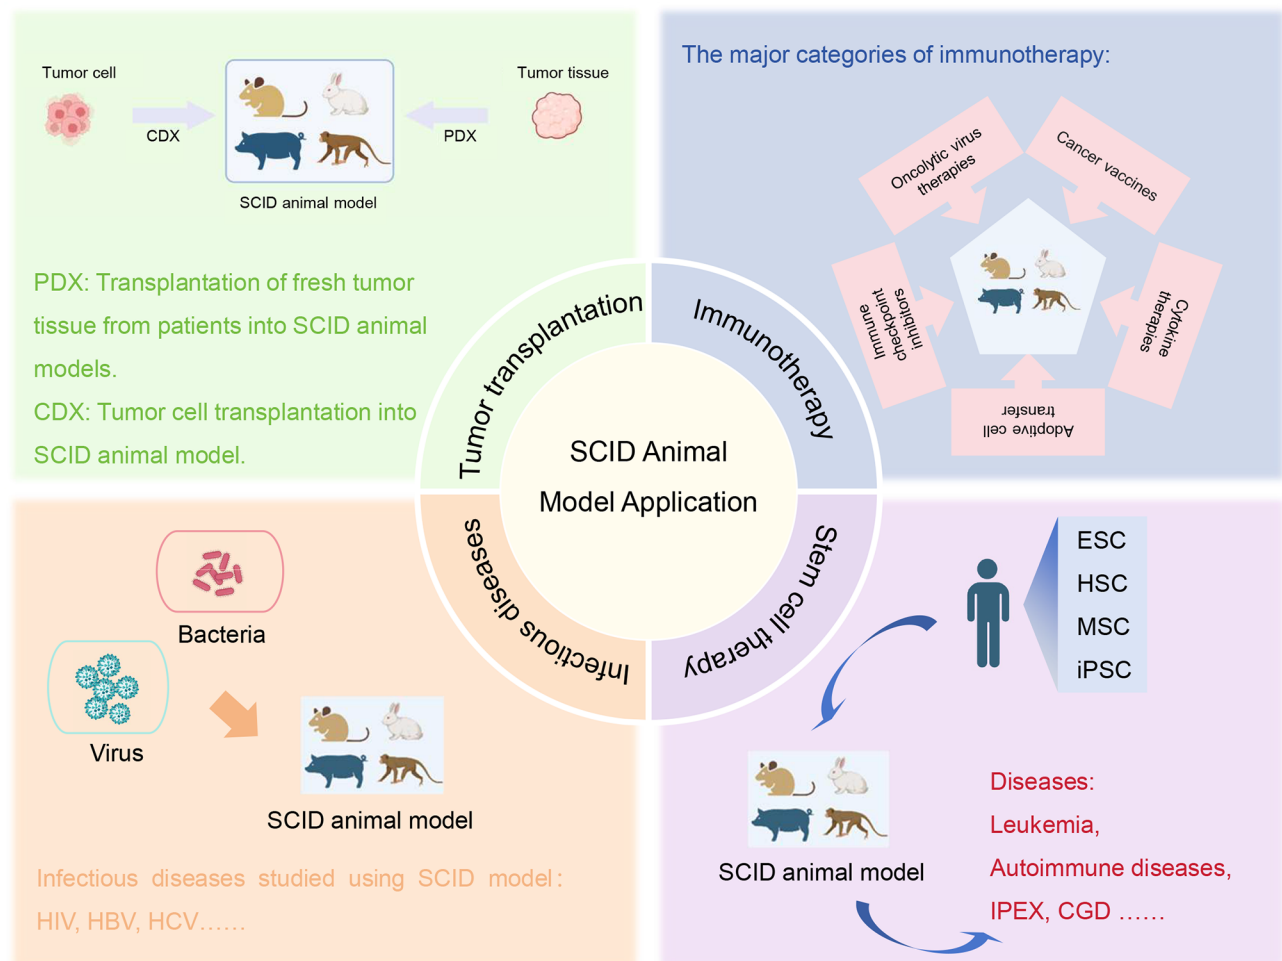 Tumor cell
Tumor tissue
CDX
PDX
SCID animal model
PDX: Transplantation of fresh tumor
tissue from patients into SCID animal
models.
CDX: Tumor cell transplantation into
SCID animal model.
The major categories of immunotherapy:
Oncolytic virus
therapies
Cancer vaccines
Immune
checkpoint
inhibitors
Cytokine
therapies
Adoptive cell
transfer
Tumor transplantation
Immunotherapy
SCID Animal
Model Application
Infectious diseases
Stem cell therapy
Bacteria
Virus
SCID animal model
Infectious diseases studied using SCID model:
HIV, HBV, HCV……
ESC
HSC
MSC
iPSC
SCID animal model
Diseases:
Leukemia,
Autoimmune diseases,
IPEX, CGD ……